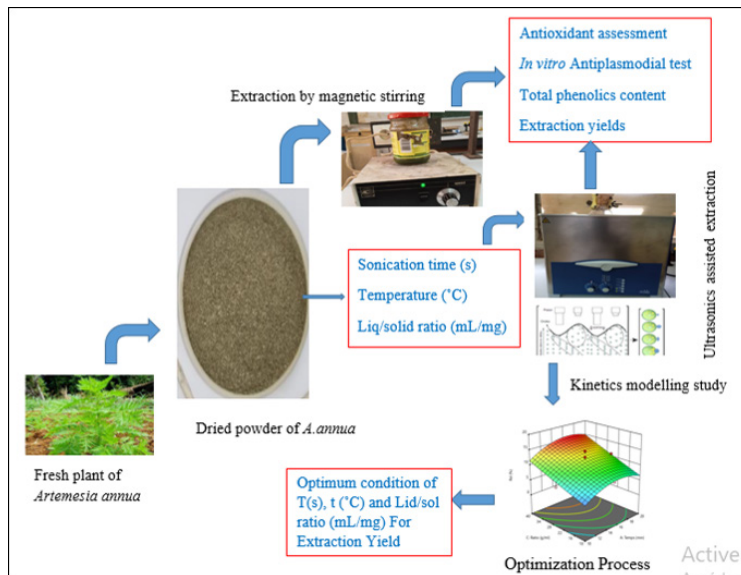 Antioxidant assessment
In vitro Antiplasmodial test
Total phenolics content
Extraction yields
Extraction by magnetic stirring
Ultrasonics assisted extraction
Sonication time (s)
Temperature (˚C)
Liq/solid ratio (mL/mg)
Kinetics modelling study
Dried powder of A.annua
Fresh plant of
Artemesia annua
Optimum condition of
T(s), t (˚C) and Lid/sol
ratio (mL/mg) For
Extraction Yield
Optimization Process
Active